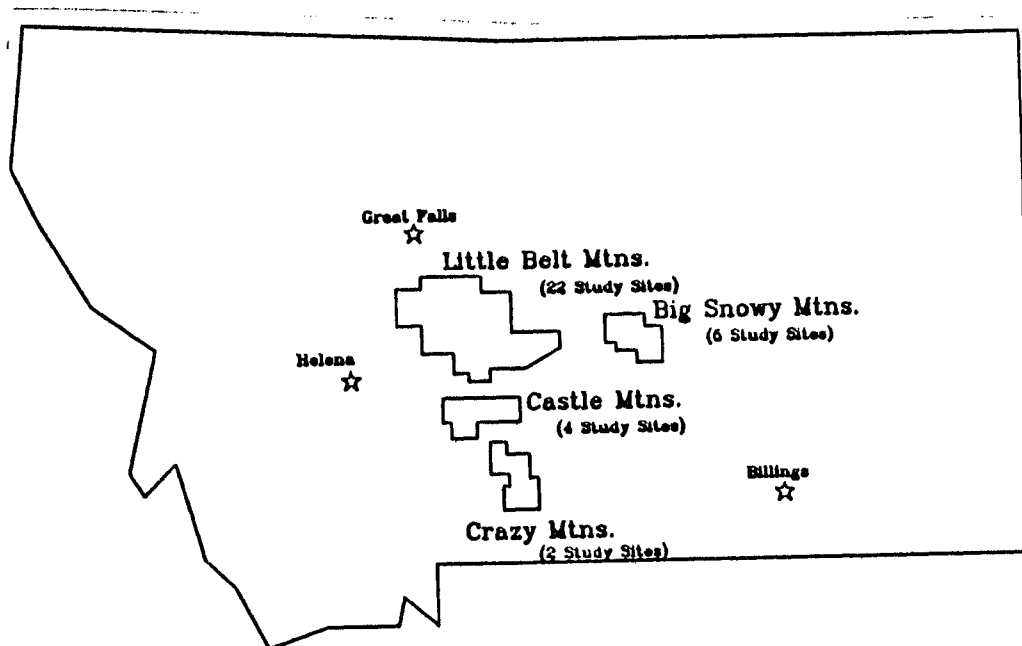 Great Falls
Little Belt Mtns.
(22 Study Sites)
Big Snowy Mtns.
(6 Study Sites)
Helena
Castle Mtns.
(4 Study Sites)
Billings
Crazy Mtns.
(2 Study Sites)